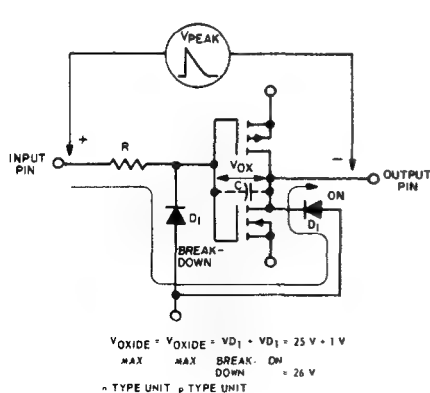 VPEAK
+
−
R
INPUT
PIN
VOX
C
OUTPUT
PIN
ON
D1
D1
BREAK-
DOWN
VOXIDE = VOXIDE = VD1 + VD1 = 25 V + 1 V
MAX MAX BREAK- ON
DOWN = 26 V
n TYPE UNIT p TYPE UNIT